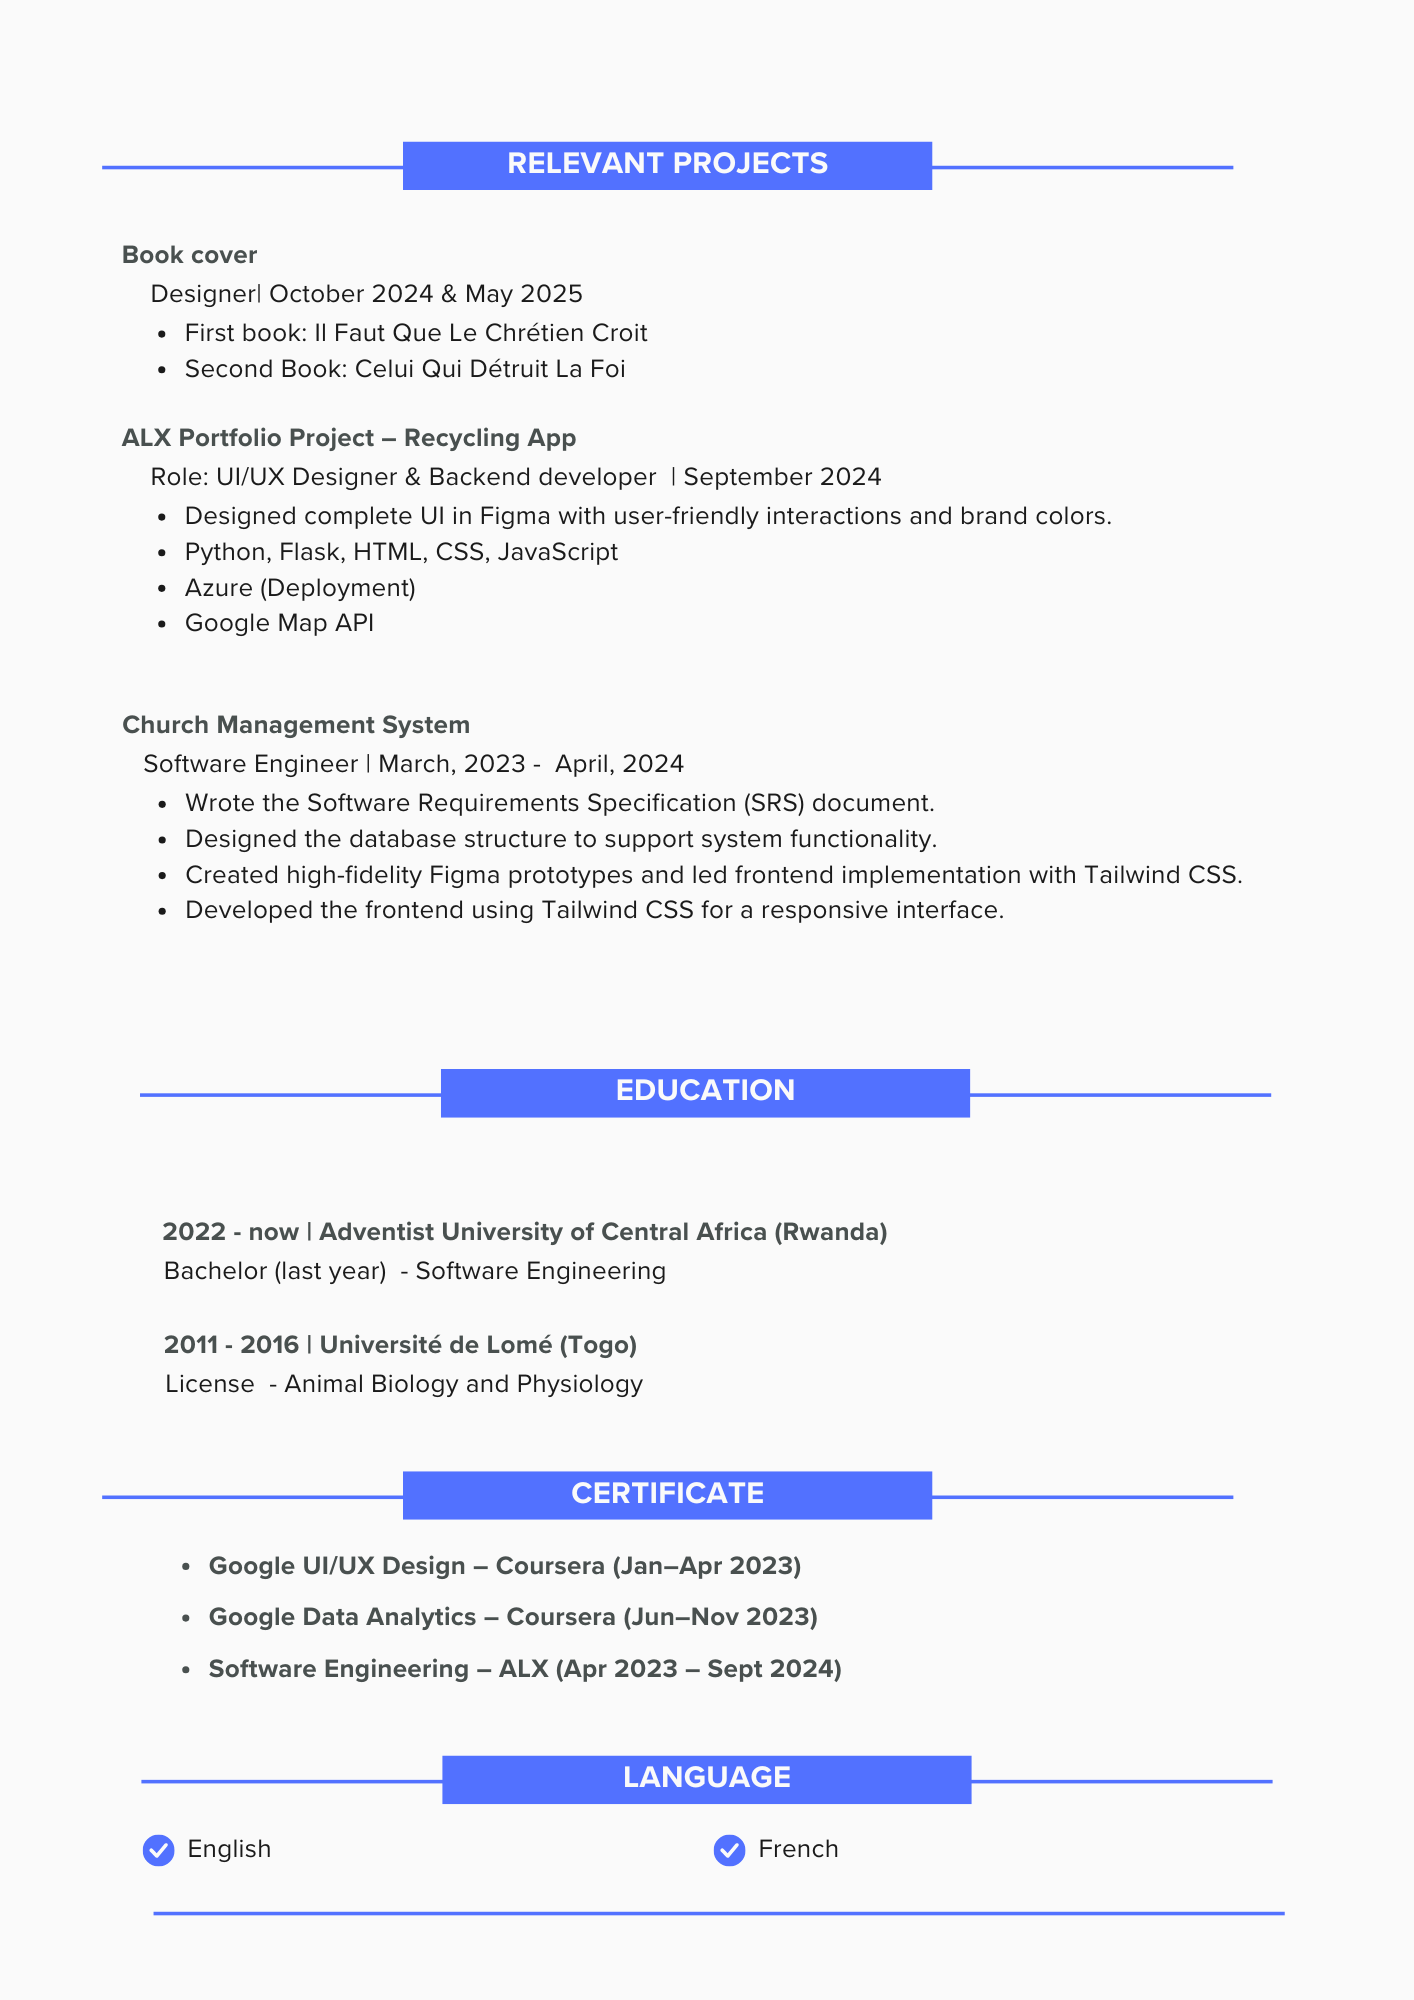 RELEVANT PROJECTS
Book cover
Designer| October 2024 & May 2025
• First book: Il Faut Que Le Chrétien Croit
• Second Book: Celui Qui Détruit La Foi
ALX Portfolio Project – Recycling App
Role: UI/UX Designer & Backend developer | September 2024
• Designed complete UI in Figma with user-friendly interactions and brand colors.
• Python, Flask, HTML, CSS, JavaScript
• Azure (Deployment)
• Google Map API
Church Management System
Software Engineer | March, 2023 - April, 2024
• Wrote the Software Requirements Specification (SRS) document.
• Designed the database structure to support system functionality.
• Created high-fidelity Figma prototypes and led frontend implementation with Tailwind CSS.
• Developed the frontend using Tailwind CSS for a responsive interface.
EDUCATION
2022 - now | Adventist University of Central Africa (Rwanda)
Bachelor (last year) - Software Engineering
2011 - 2016 | Université de Lomé (Togo)
License - Animal Biology and Physiology
CERTIFICATE
• Google UI/UX Design – Coursera (Jan–Apr 2023)
• Google Data Analytics – Coursera (Jun–Nov 2023)
• Software Engineering – ALX (Apr 2023 – Sept 2024)
LANGUAGE
English
French